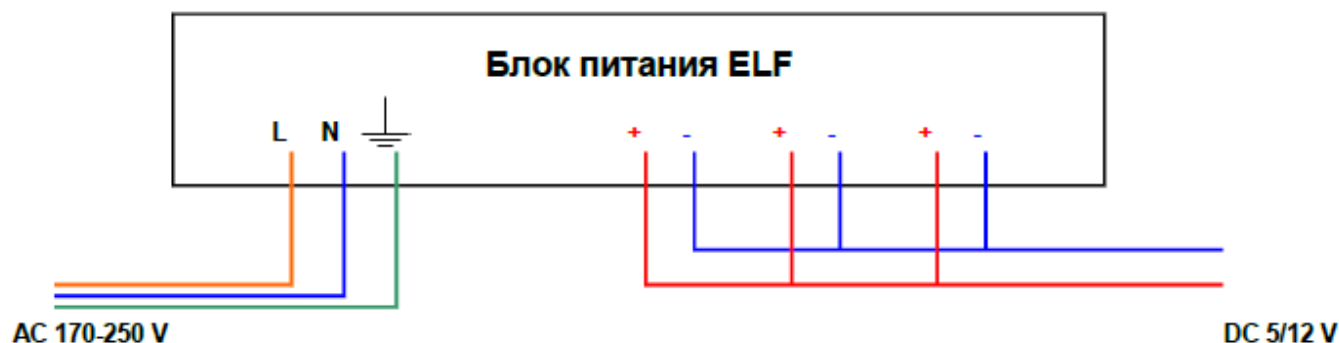 Блок питания ELF
L N + - + - + -
AC 170-250 V
DC 5/12 V